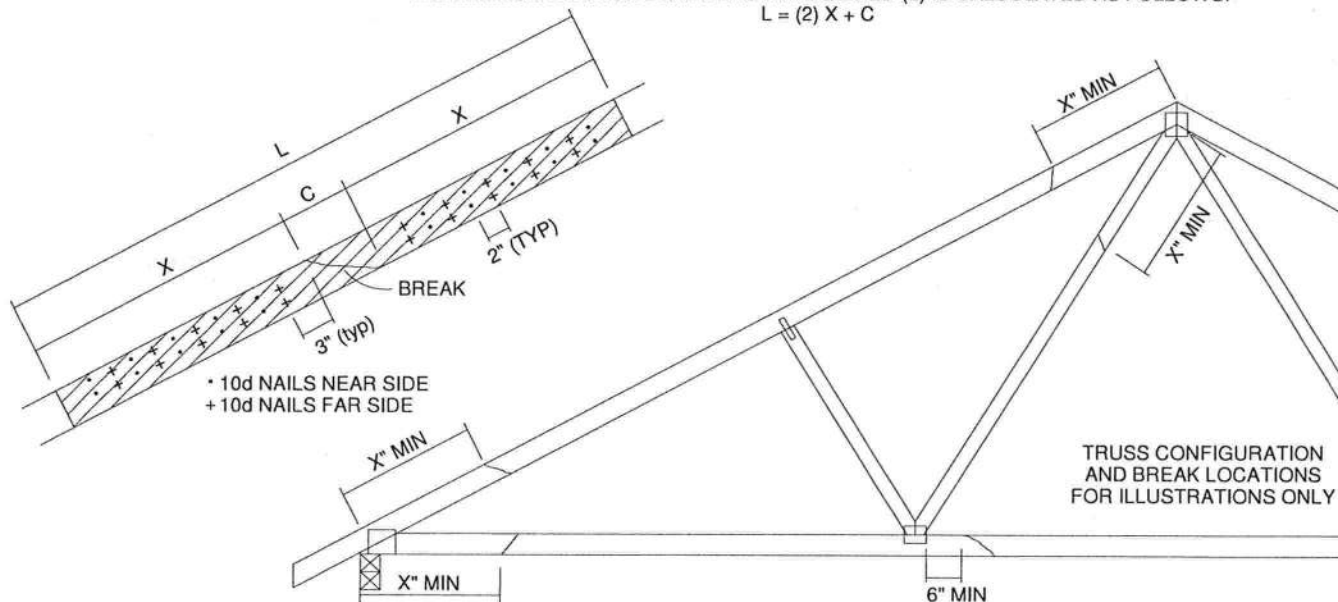 L = (2) X + C
L
X
C
X
2" (TYP)
BREAK
3" (typ)
• 10d NAILS NEAR SIDE
+ 10d NAILS FAR SIDE
X" MIN
X" MIN
X" MIN
X" MIN
6" MIN
TRUSS CONFIGURATION
AND BREAK LOCATIONS
FOR ILLUSTRATIONS ONLY